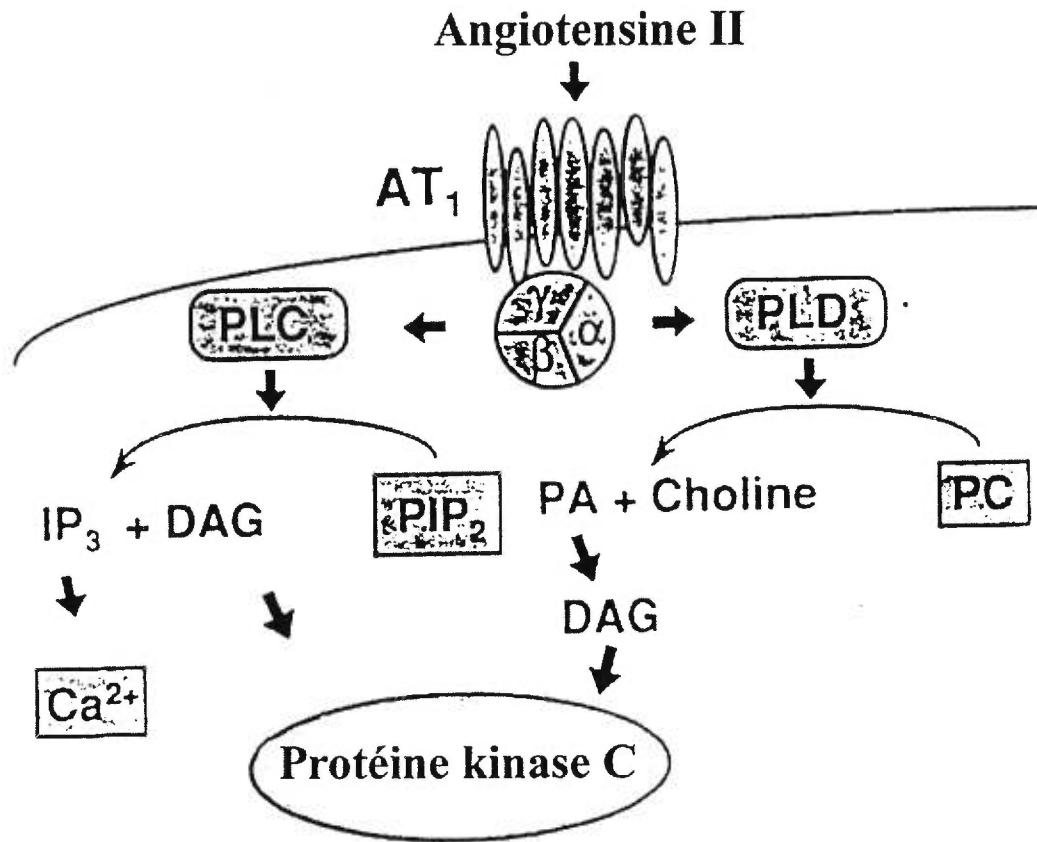 Angiotensine II
AT₁
PLC
γ
α
β
PLD
IP₃ + DAG
PIP₂
PA + Choline
PC
DAG
Ca²⁺
Protéine kinase C